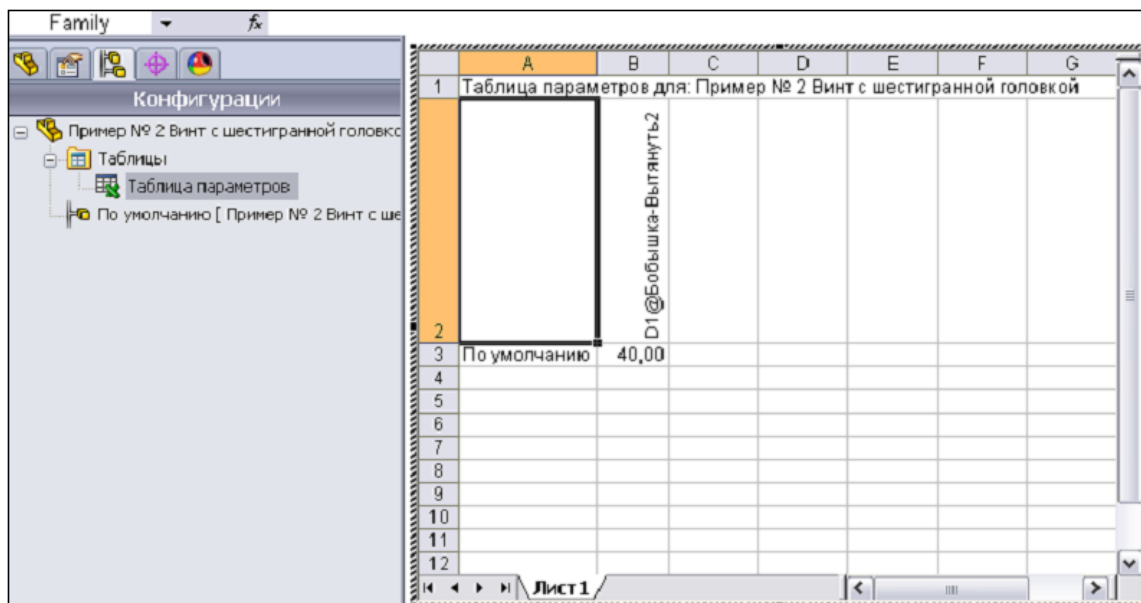 Family fx
Конфигурации
Пример № 2 Винт с шестигранной головко
Таблицы
Таблица параметров
По умолчанию [ Пример № 2 Винт с ше
A B C D E F G
1 Таблица параметров для: Пример № 2 Винт с шестигранной головкой
2 D1@Бобышка-Вытянуть2
3 По умолчанию 40,00
4
5
6
7
8
9
10
11
12
Лист1